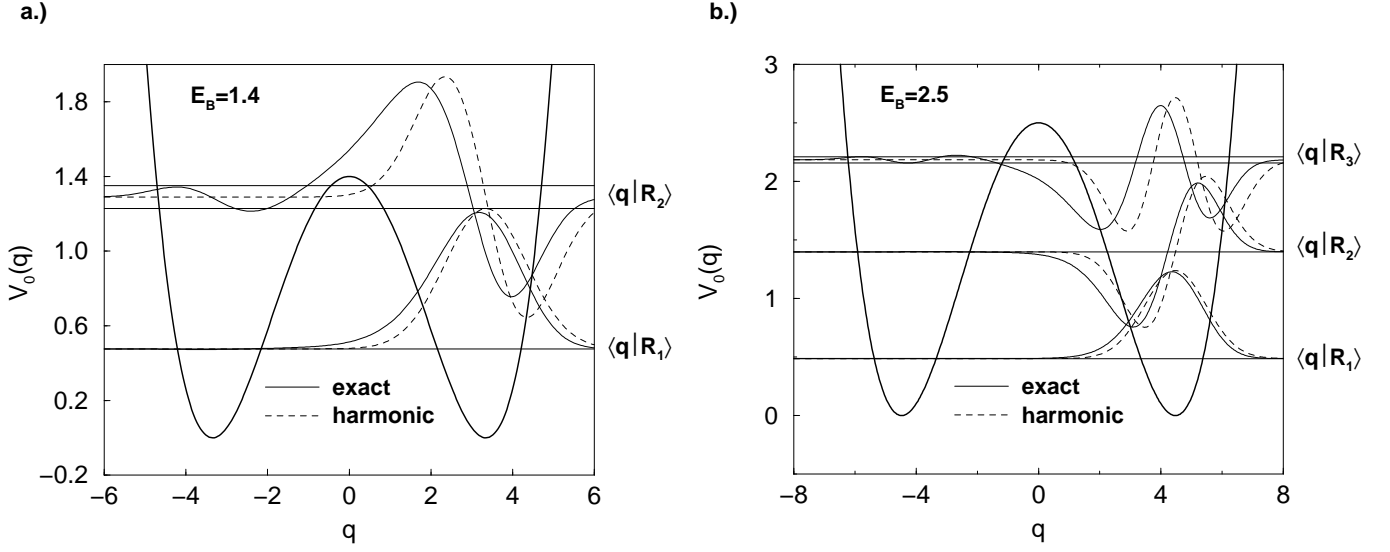 a.)
E_B=1.4
1.8
1.4
1.0
0.6
0.2
−0.2
V_0(q)
−6 −4 −2 0 2 4 6
q
⟨q|R_2⟩
⟨q|R_1⟩
exact
harmonic
b.)
E_B=2.5
3
2
1
0
V_0(q)
−8 −4 0 4 8
q
⟨q|R_3⟩
⟨q|R_2⟩
⟨q|R_1⟩
exact
harmonic